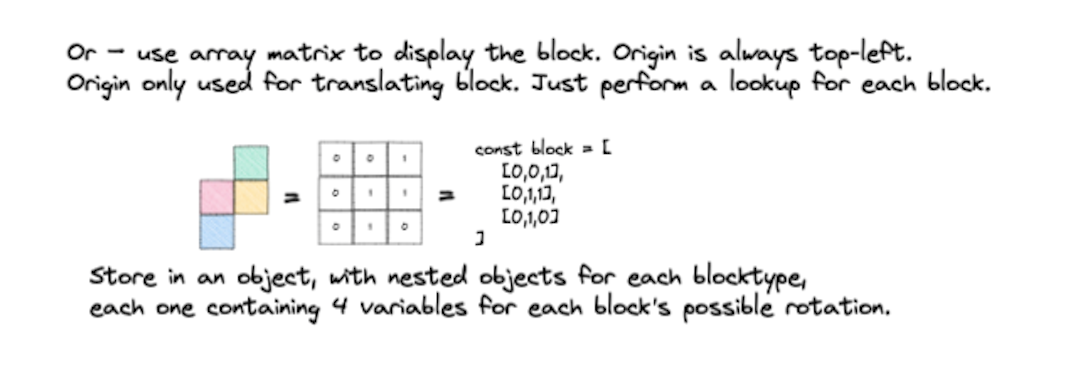 Or - use array matrix to display the block. Origin is always top-left.
Origin only used for translating block. Just perform a lookup for each block.
const block = [
= 0 0 1 = [0,0,1],
0 1 1 [0,1,1],
0 1 0 [0,1,0]
]
Store in an object, with nested objects for each blocktype,
each one containing 4 variables for each block's possible rotation.